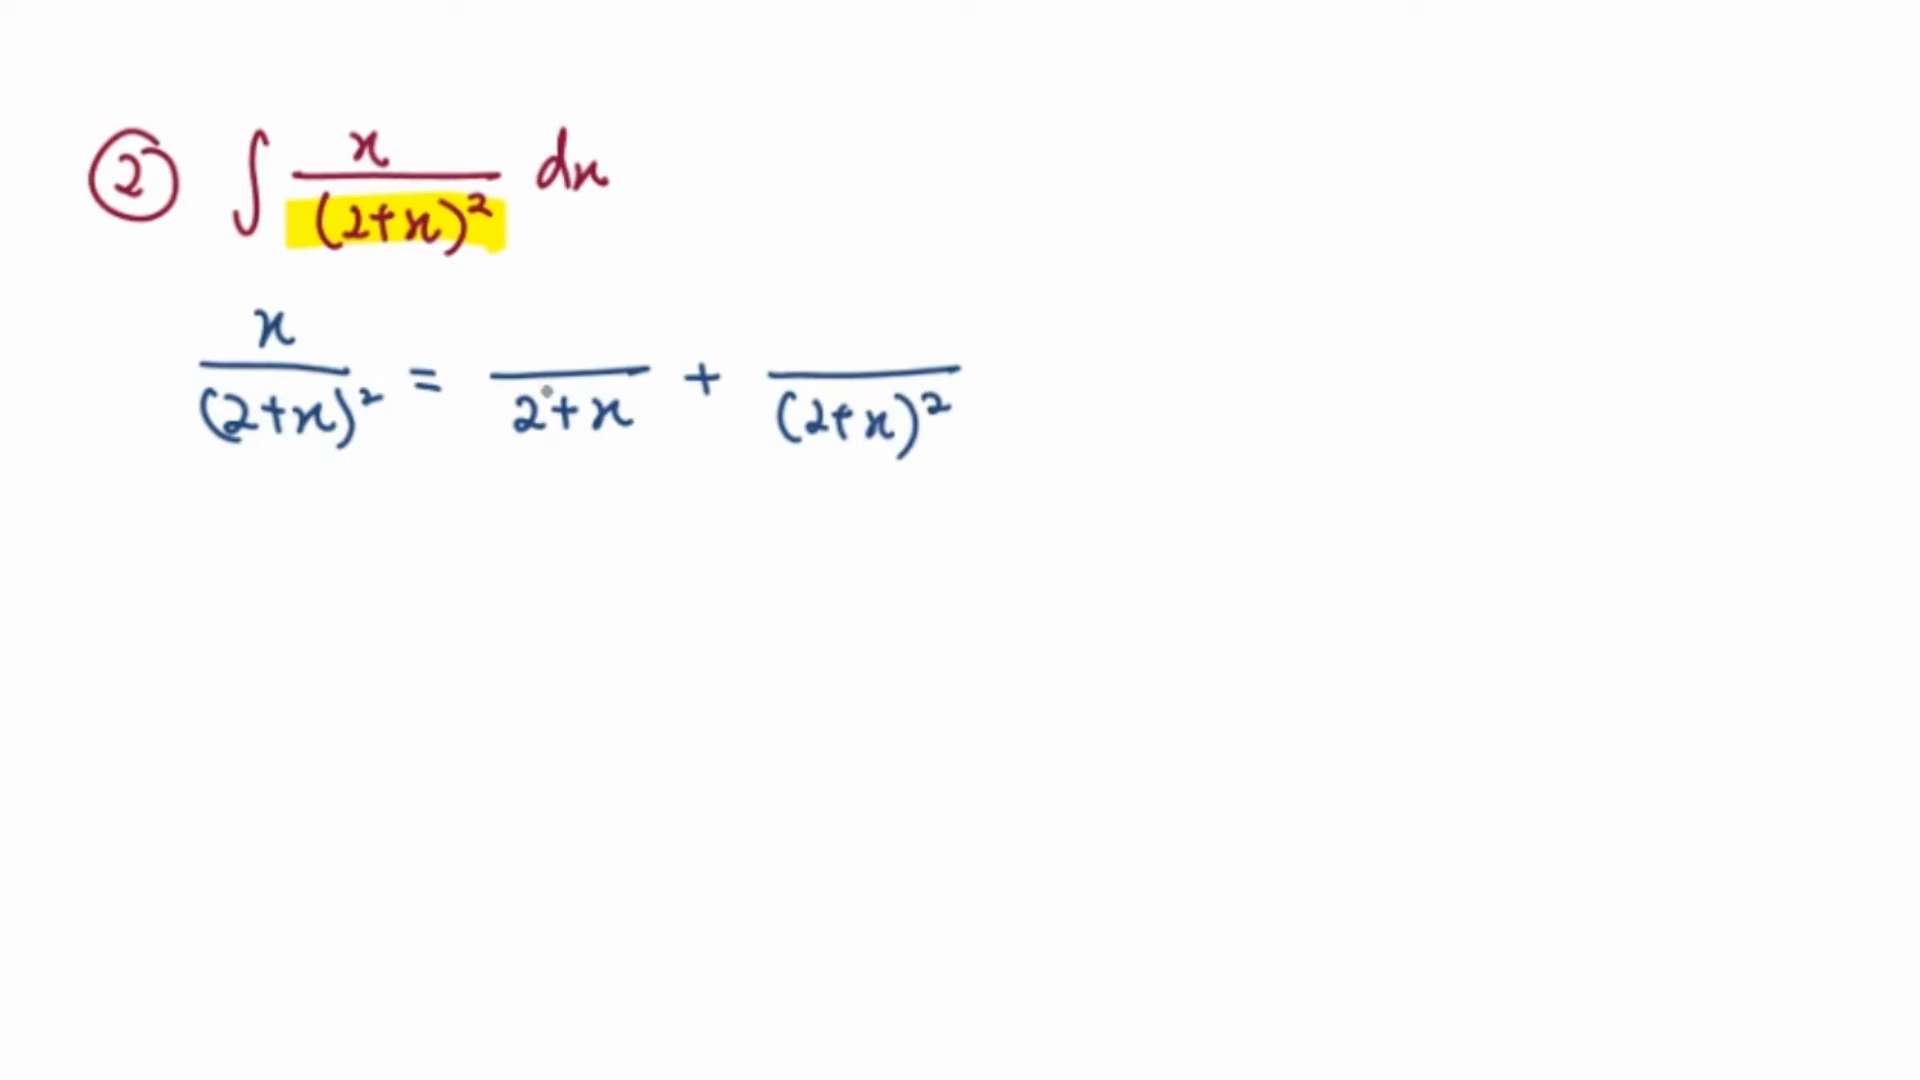 ② ∫ x/(2+x)² dx
x/(2+x)² = /(2+x) + /(2+x)²